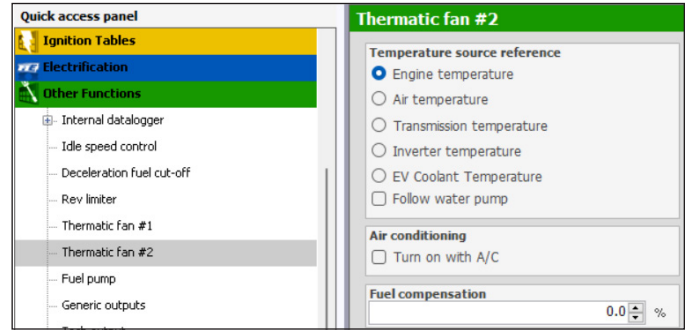 Quick access panel
Ignition Tables
Electrification
Other Functions
Internal datalogger
Idle speed control
Deceleration fuel cut-off
Rev limiter
Thermatic fan #1
Thermatic fan #2
Fuel pump
Generic outputs
Thermatic fan #2
Temperature source reference
Engine temperature
Air temperature
Transmission temperature
Inverter temperature
EV Coolant Temperature
Follow water pump
Air conditioning
Turn on with A/C
Fuel compensation
0.0 %